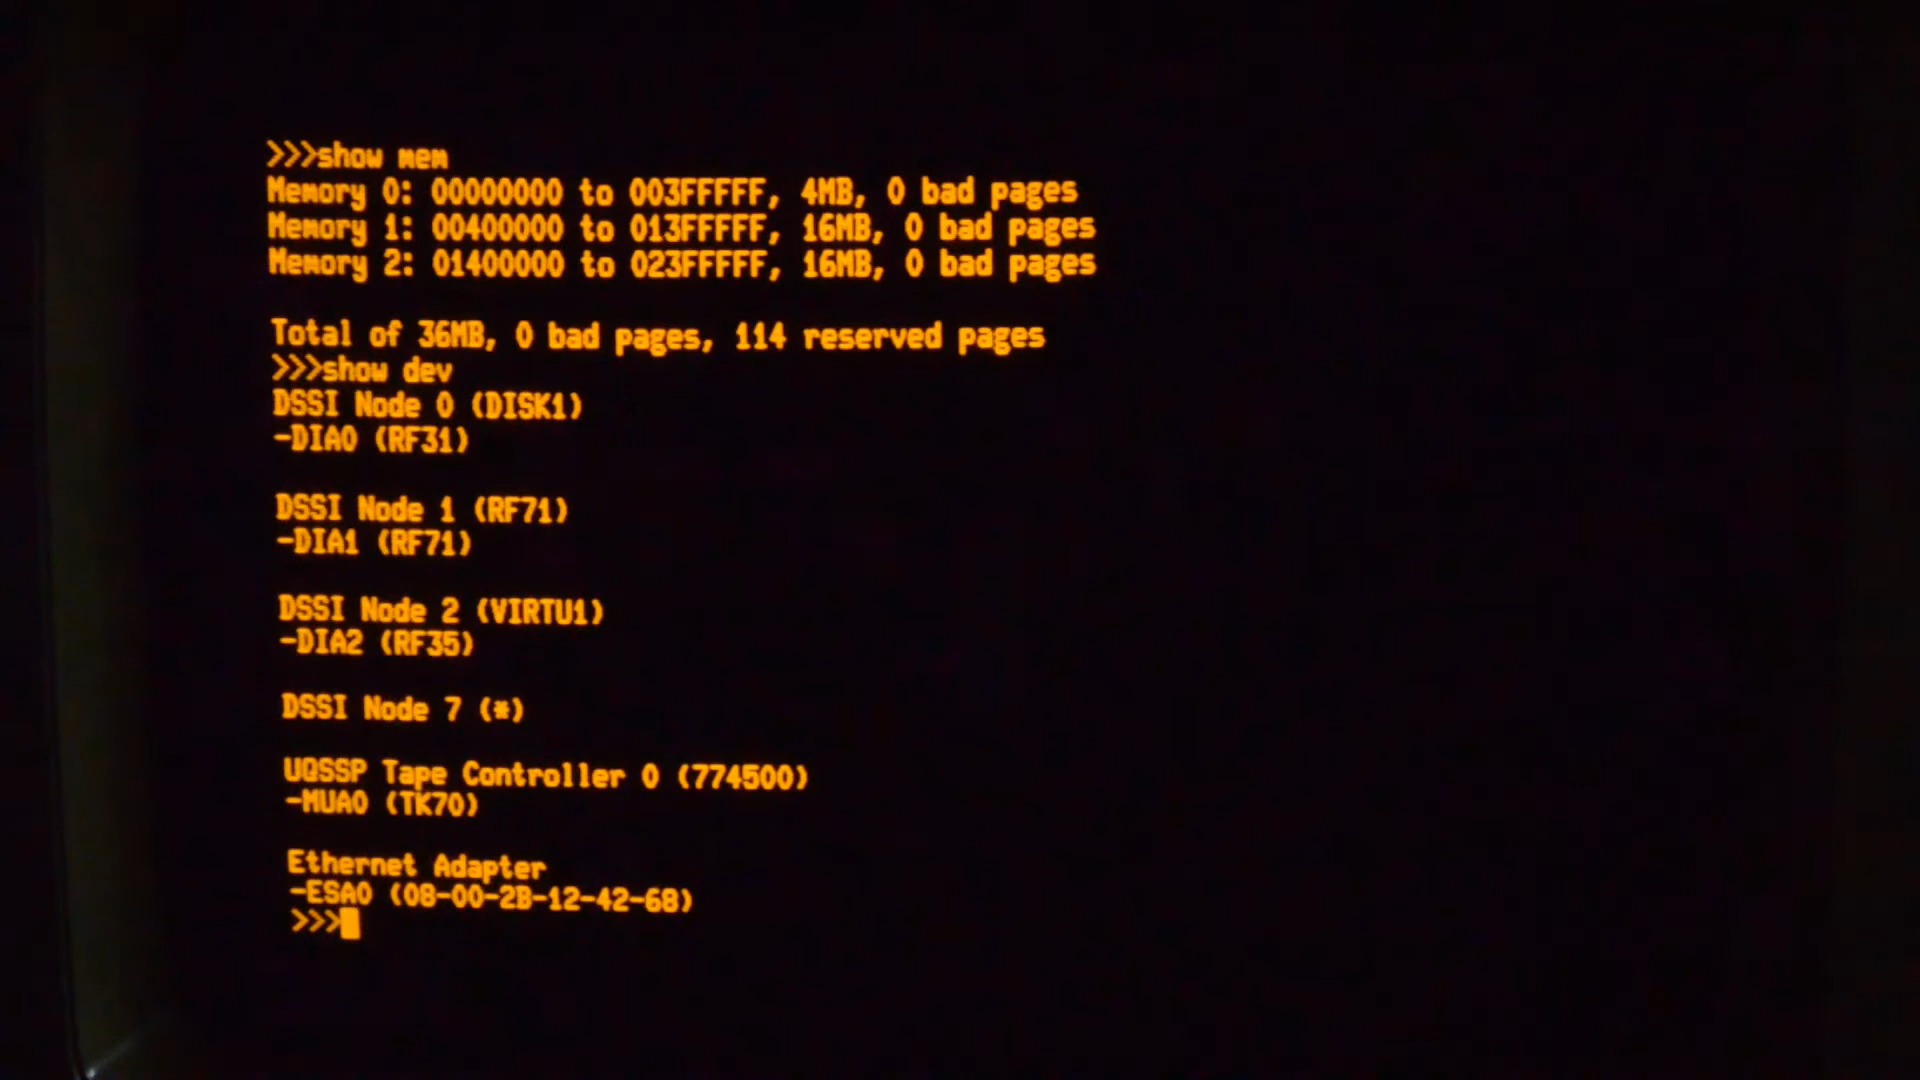 >>>show mem
Memory 0: 00000000 to 003FFFFF, 4MB, 0 bad pages
Memory 1: 00400000 to 013FFFFF, 16MB, 0 bad pages
Memory 2: 01400000 to 023FFFFF, 16MB, 0 bad pages
Total of 36MB, 0 bad pages, 114 reserved pages
>>>show dev
DSSI Node 0 (DISK1)
-DIA0 (RF31)
DSSI Node 1 (RF71)
-DIA1 (RF71)
DSSI Node 2 (VIRTU1)
-DIA2 (RF35)
DSSI Node 7 (*)
UQSSP Tape Controller 0 (774500)
-MUA0 (TK70)
Ethernet Adapter
-ESA0 (08-00-2B-12-42-68)
>>>